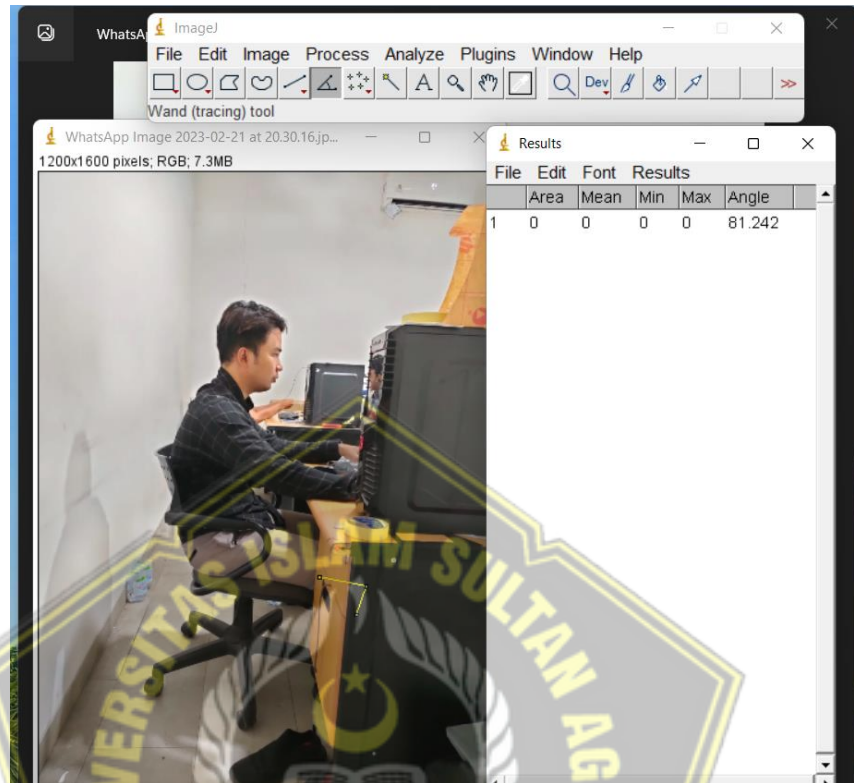 WhatsA
ImageJ
File Edit Image Process Analyze Plugins Window Help
A
Dev
>>
Wand (tracing) tool
WhatsApp Image 2023-02-21 at 20.30.16.jp...
1200x1600 pixels; RGB; 7.3MB
Results
File Edit Font Results
Area Mean Min Max Angle
1 0 0 0 0 81.242
VERSITAS ISLAM SULTAN AG